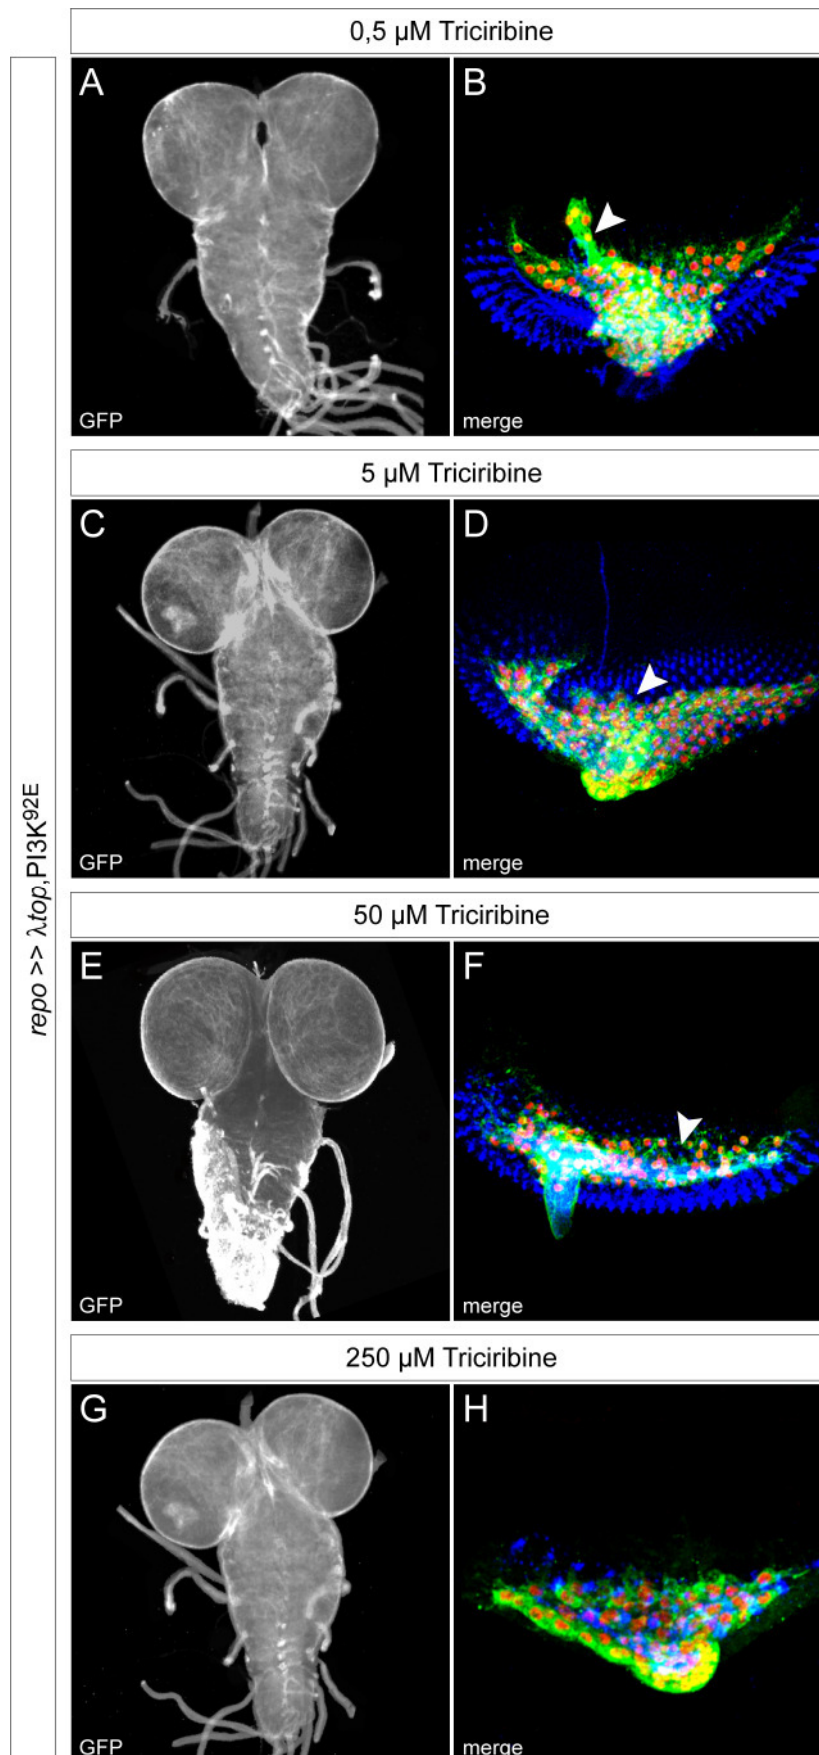 0,5 µM Triciribine
A
B
GFP
merge
5 µM Triciribine
C
D
GFP
merge
50 µM Triciribine
E
F
GFP
merge
250 µM Triciribine
G
H
GFP
merge
repo >> λtop,PI3K92E